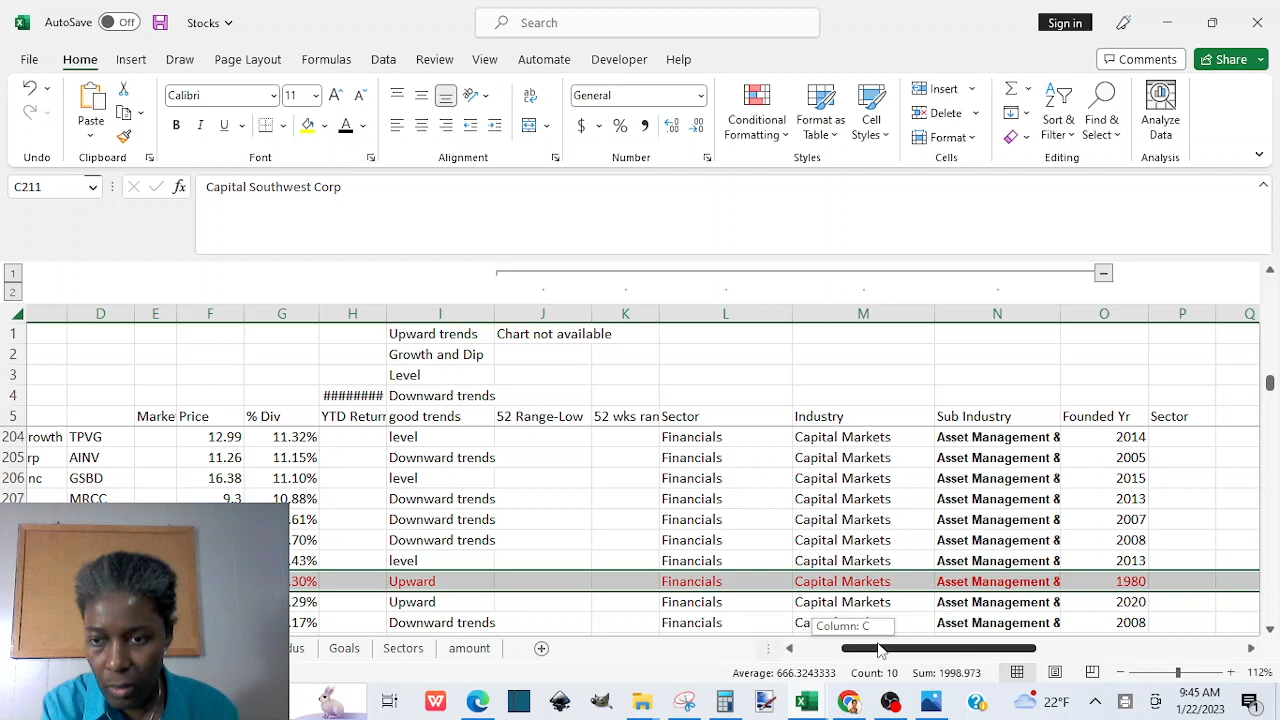 AutoSave Off Stocks Search Sign in
File Home Insert Draw Page Layout Formulas Data Review View Automate Developer Help Comments Share
Calibri 11 General Insert
Paste Conditional Formatting Format as Table Cell Styles Delete Sort & Filter Find & Select Analyze Data
B I U $ % Format
Undo Clipboard Font Alignment Number Styles Cells Editing Analysis
C211 fx Capital Southwest Corp
1
2
D E F G H I J K L M N O P Q
1 Upward trends Chart not available
2 Growth and Dip
3 Level
4 ######## Downward trends
5 Marke Price % Div YTD Retur good trends 52 Range-Low 52 wks ran Sector Industry Sub Industry Founded Yr Sector
204 rowth TPVG 12.99 11.32% level Financials Capital Markets Asset Management & 2014
205 rp AINV 11.26 11.15% Downward trends Financials Capital Markets Asset Management & 2005
206 nc GSBD 16.38 11.10% level Financials Capital Markets Asset Management & 2015
207 MRCC 9.3 10.88% Downward trends Financials Capital Markets Asset Management & 2013
.61% Downward trends Financials Capital Markets Asset Management & 2007
.70% Downward trends Financials Capital Markets Asset Management & 2008
.43% level Financials Capital Markets Asset Management & 2013
.30% Upward Financials Capital Markets Asset Management & 1980
.29% Upward Financials Capital Markets Asset Management & 2020
.17% Downward trends Financials Ca Asset Management & 2008
Column: C
dus Goals Sectors amount
Average: 666.3243333 Count: 10 Sum: 1998.973 112%
22°F 9:45 AM
1/22/2023